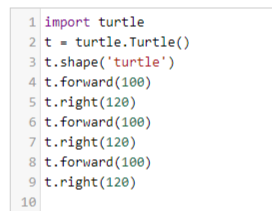 1 import turtle
2 t = turtle.Turtle()
3 t.shape('turtle')
4 t.forward(100)
5 t.right(120)
6 t.forward(100)
7 t.right(120)
8 t.forward(100)
9 t.right(120)
10